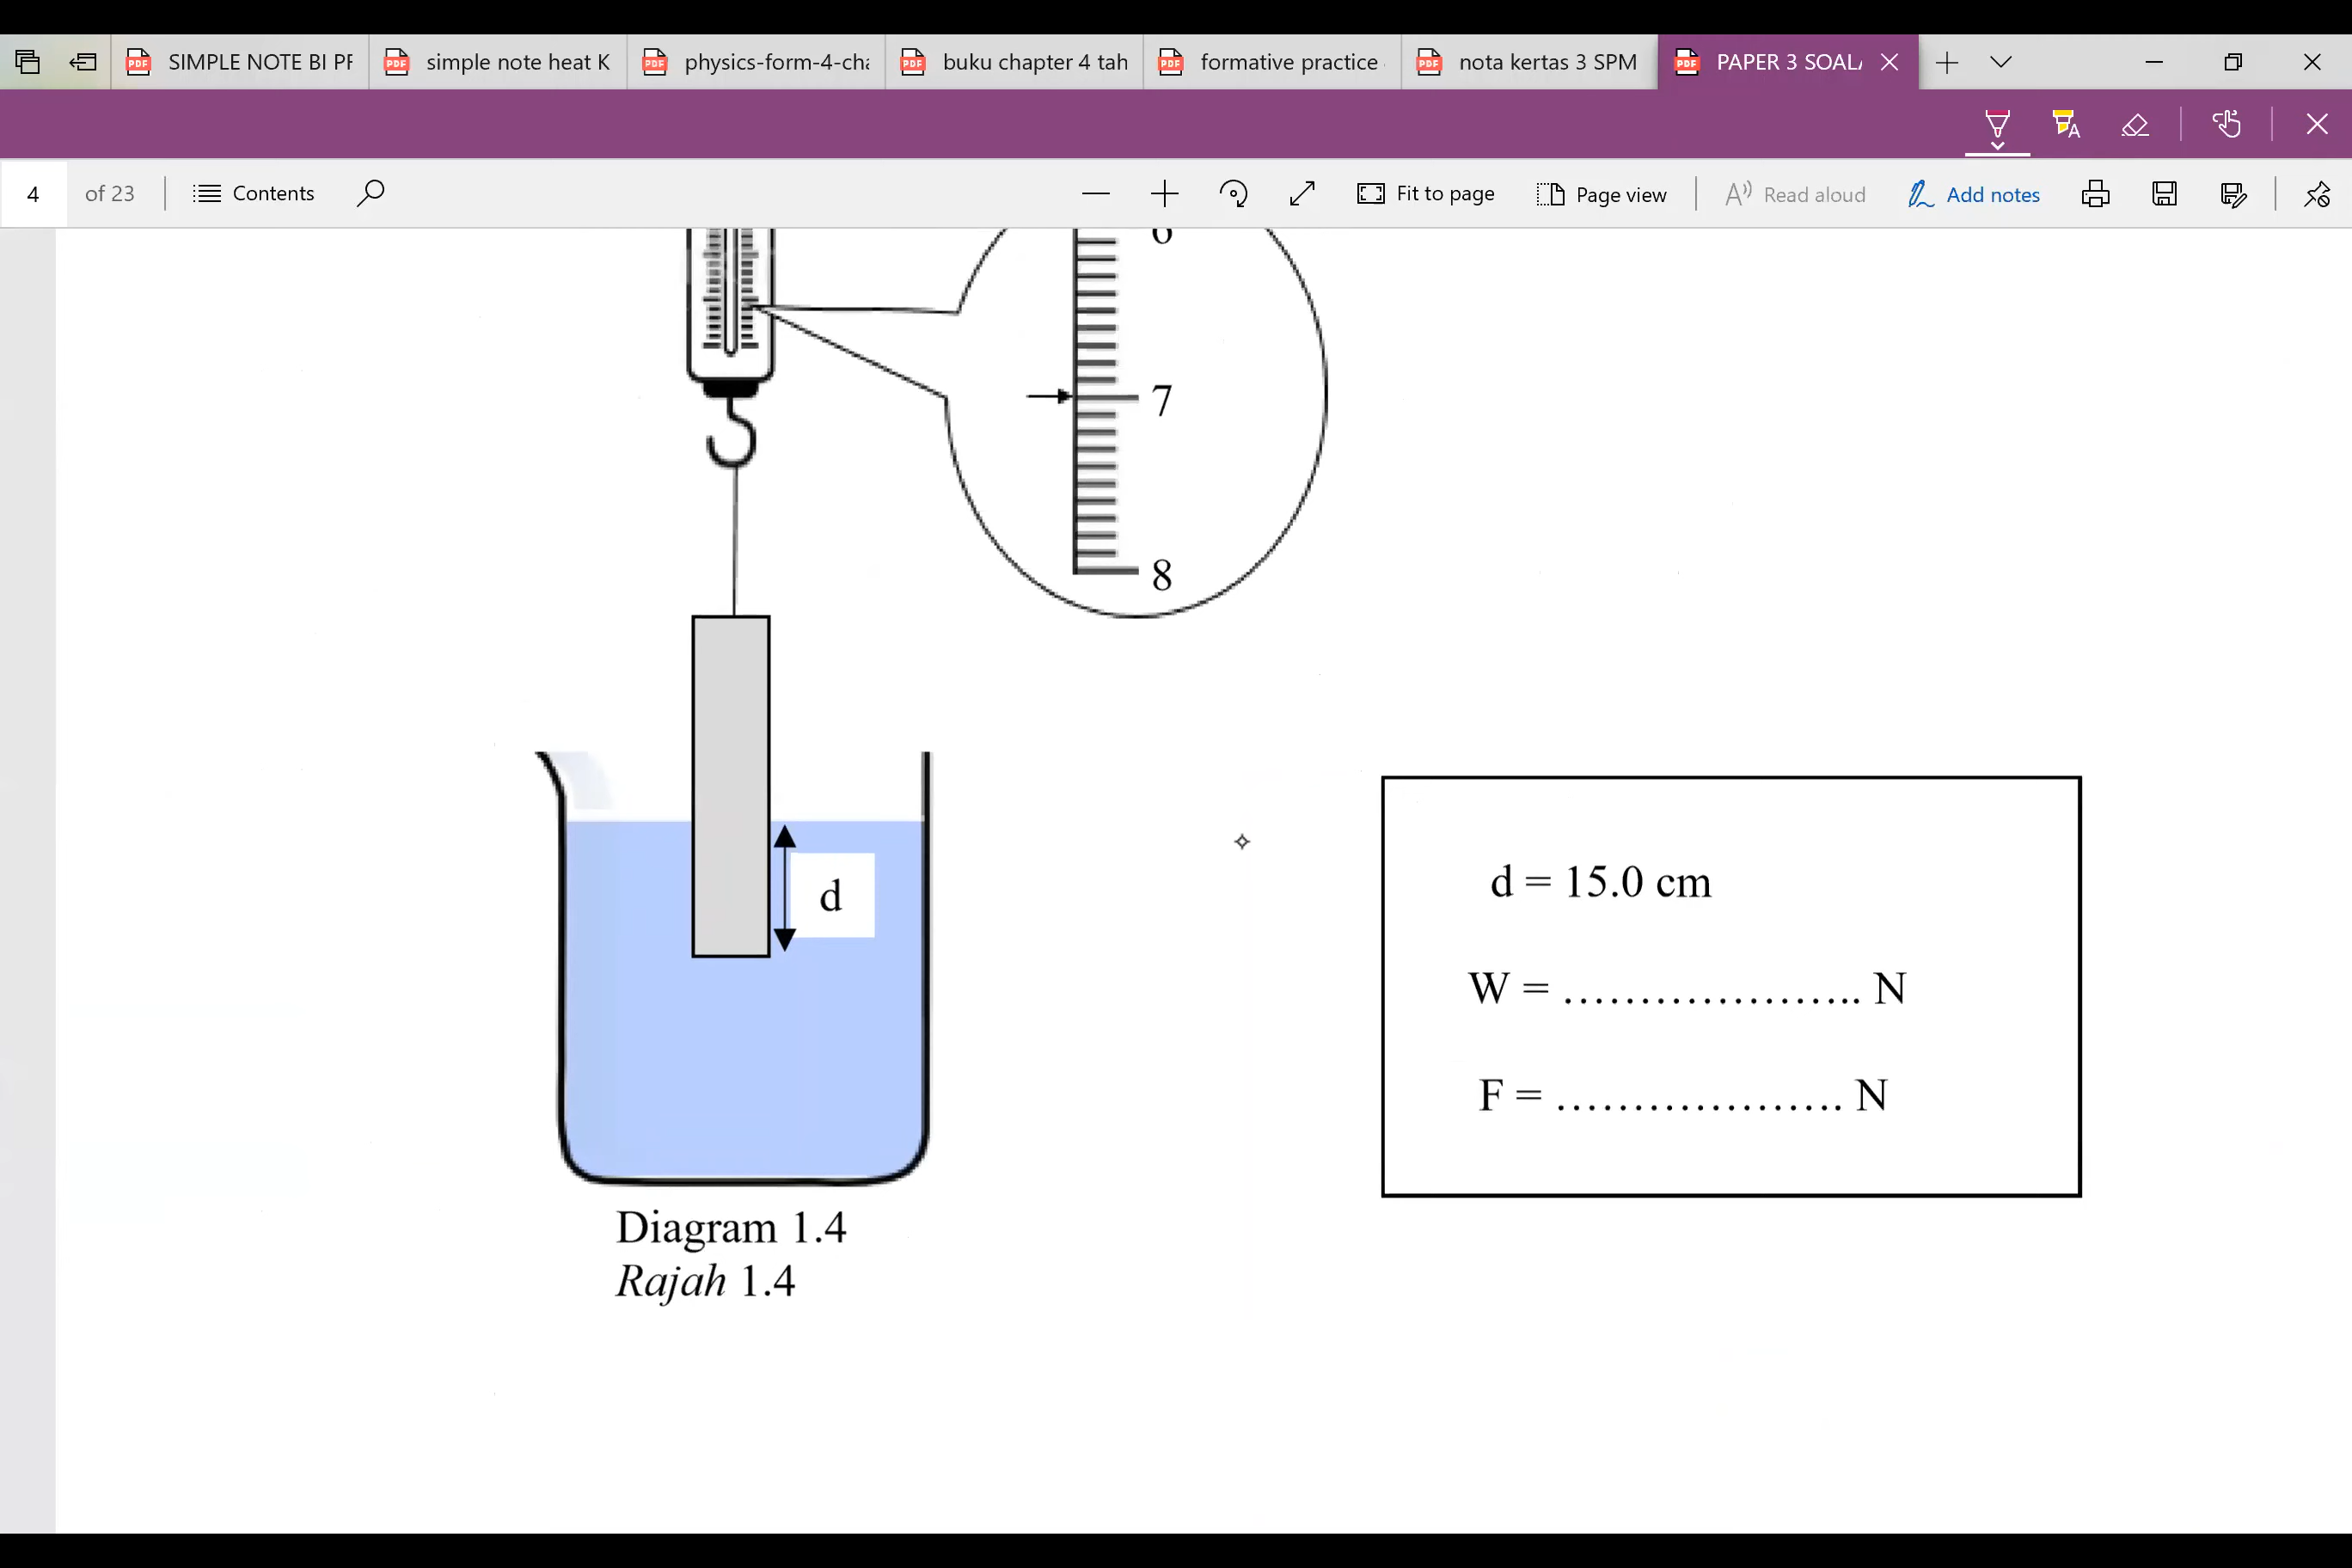 SIMPLE NOTE BI PF
simple note heat K
physics-form-4-cha
buku chapter 4 tah
formative practice
nota kertas 3 SPM
PAPER 3 SOAL
4 of 23
Contents
Fit to page
Page view
Read aloud
Add notes
6
7
8
d
d = 15.0 cm
W = ...................... N
F = ..................... N
Diagram 1.4
Rajah 1.4